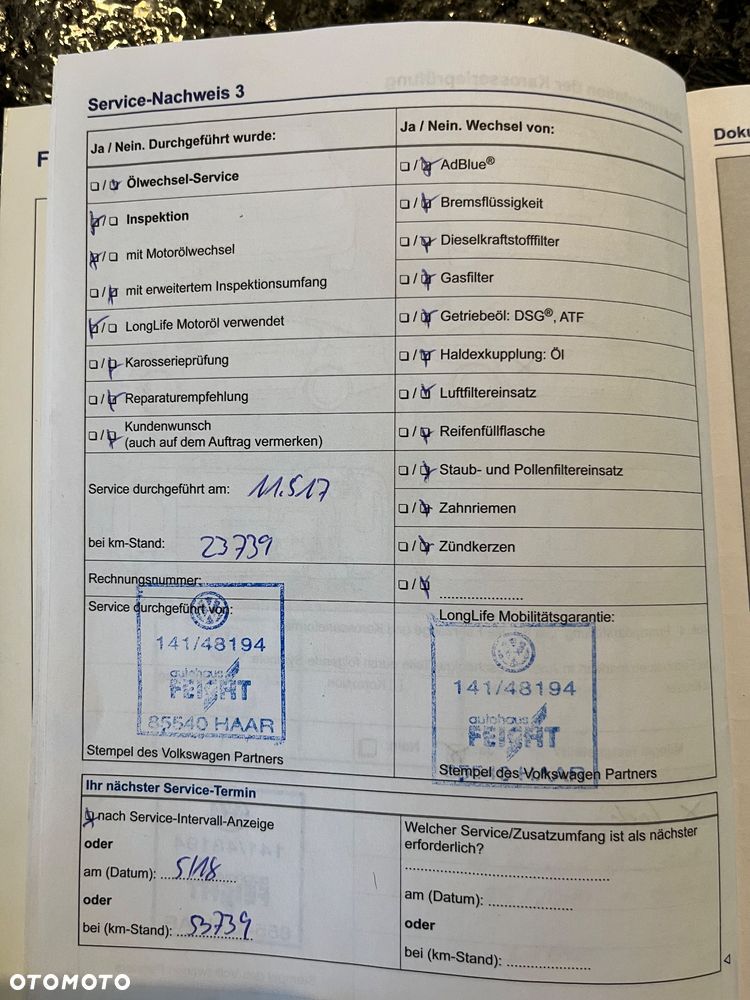 Service-Nachweis 3
Ja / Nein. Durchgeführt wurde:
❏ / ❏ Ölwechsel-Service
❏ / ❏ Inspektion
❏ / ❏ mit Motorölwechsel
❏ / ❏ mit erweitertem Inspektionsumfang
❏ / ❏ LongLife Motoröl verwendet
❏ / ❏ Karosserieprüfung
❏ / ❏ Reparaturempfehlung
❏ / ❏ Kundenwunsch
(auch auf dem Auftrag vermerken)
Service durchgeführt am: 11.517
bei km-Stand: 23739
Rechnungsnummer:
Service durchgeführt von:
141/48194
autohaus
FEICHT
85540 HAAR
Stempel des Volkswagen Partners
Ja / Nein. Wechsel von:
❏ / ❏ AdBlue®
❏ / ❏ Bremsflüssigkeit
❏ / ❏ Dieselkraftstofffilter
❏ / ❏ Gasfilter
❏ / ❏ Getriebeöl: DSG®, ATF
❏ / ❏ Haldexkupplung: Öl
❏ / ❏ Luftfiltereinsatz
❏ / ❏ Reifenfüllflasche
❏ / ❏ Staub- und Pollenfiltereinsatz
❏ / ❏ Zahnriemen
❏ / ❏ Zündkerzen
❏ / ❏ ......................
LongLife Mobilitätsgarantie:
141/48194
autohaus
FEICHT
Stempel des Volkswagen Partners
Ihr nächster Service-Termin
❏ nach Service-Intervall-Anzeige
oder
am (Datum): 5/18
oder
bei (km-Stand): 53739
Welcher Service/Zusatzumfang ist als nächster
erforderlich?
am (Datum): ......................
oder
bei (km-Stand): ......................
Doku
OTOMOTO